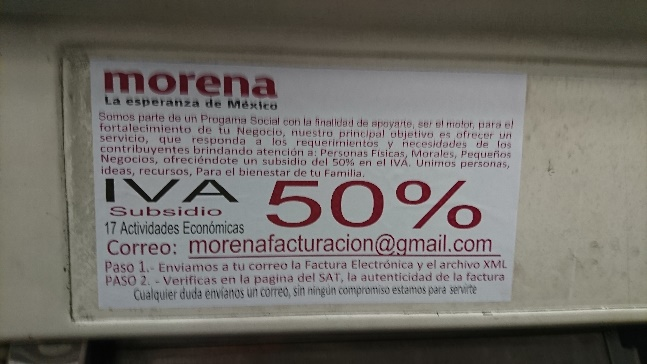 morena
La esperanza de México
Somos parte de un Progama Social con la finalidad de apoyarte, ser el motor, para el
fortalecimiento de tu Negocio, nuestro principal objetivo es ofrecer un
servicio, que responda a los requerimientos y necesidades de los
contribuyentes brindando atención a: Personas Físicas, Morales, Pequeños
Negocios, ofreciéndote un subsidio del 50% en el IVA. Unimos personas,
ideas, recursos, Para el bienestar de tu Familia.
IVA 50%
Subsidio
17 Actividades Económicas
Correo: morenafacturacion@gmail.com
Paso 1.- Enviamos a tu correo la Factura Electrónica y el archivo XML
PASO 2. - Verificas en la pagina del SAT, la autenticidad de la factura
Cualquier duda envíanos un correo, sin ningún compromiso estamos para servirte